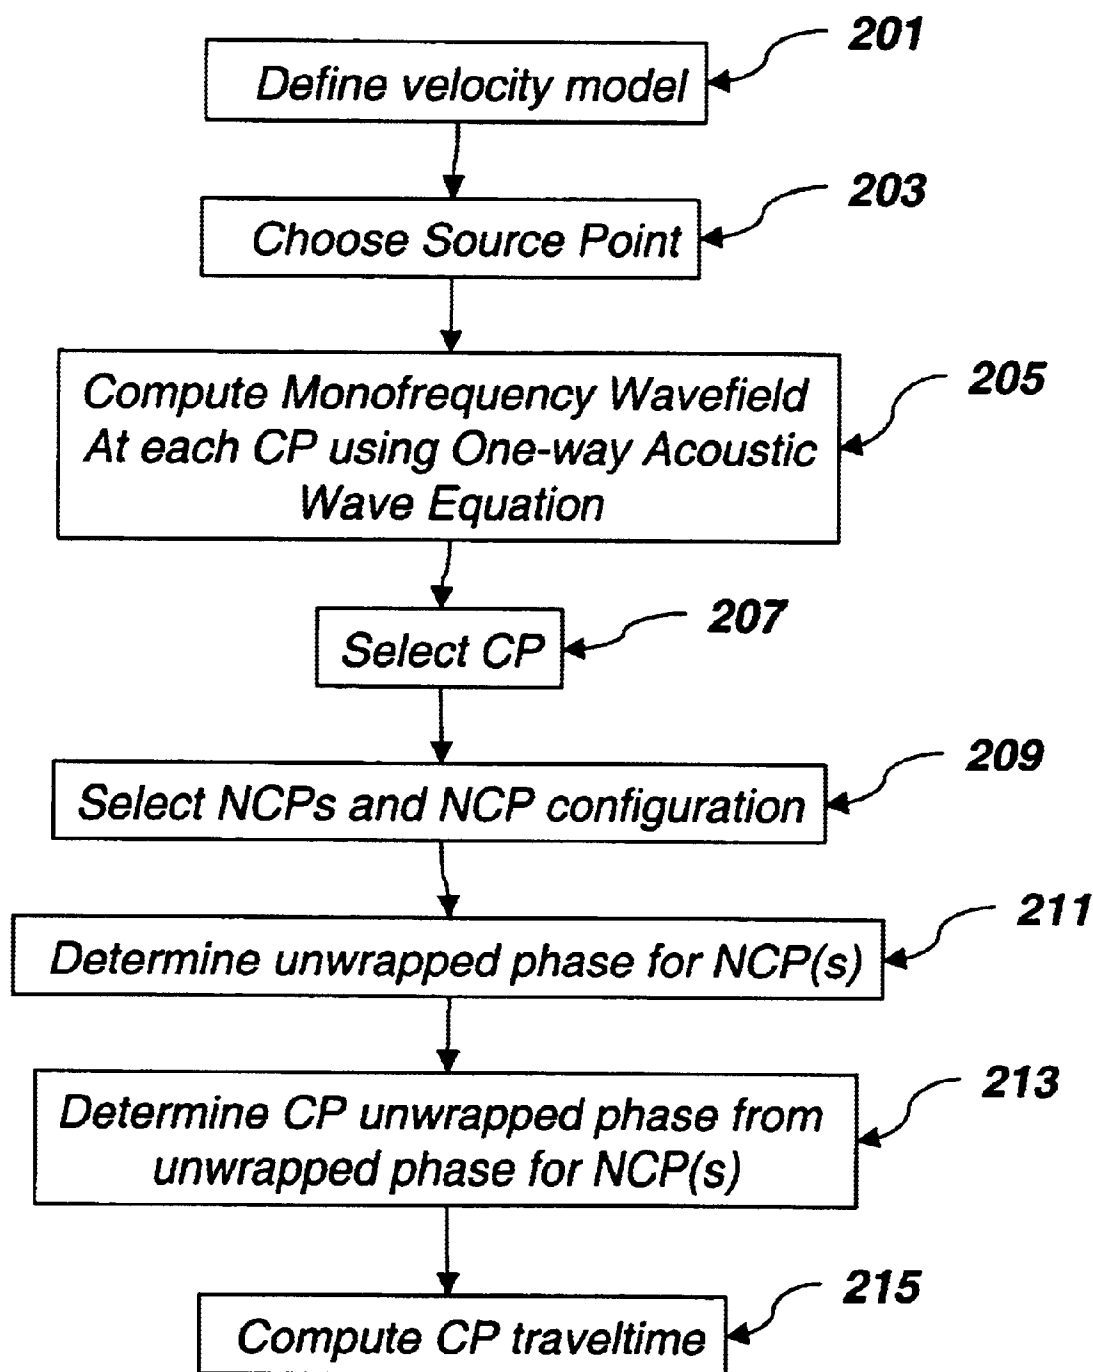 201
Define velocity model
203
Choose Source Point
205
Compute Monofrequency Wavefield
At each CP using One-way Acoustic
Wave Equation
207
Select CP
209
Select NCPs and NCP configuration
211
Determine unwrapped phase for NCP(s)
213
Determine CP unwrapped phase from
unwrapped phase for NCP(s)
215
Compute CP traveltime